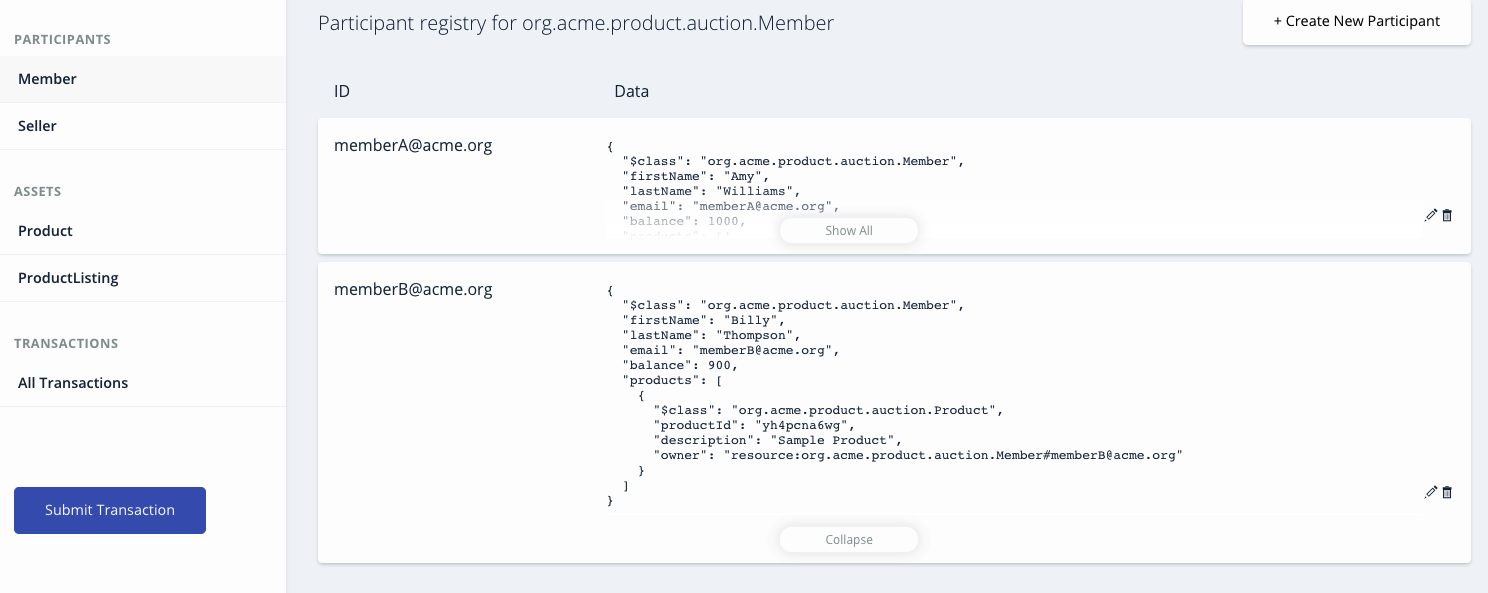 PARTICIPANTS
Member
Seller
ASSETS
Product
ProductListing
TRANSACTIONS
All Transactions
Submit Transaction
Participant registry for org.acme.product.auction.Member
+ Create New Participant
ID Data
memberA@acme.org
{
"$class": "org.acme.product.auction.Member",
"firstName": "Amy",
"lastName": "Williams",
"email": "memberA@acme.org",
"balance": 1000,
Show All
memberB@acme.org
{
"$class": "org.acme.product.auction.Member",
"firstName": "Billy",
"lastName": "Thompson",
"email": "memberB@acme.org",
"balance": 900,
"products": [
{
"$class": "org.acme.product.auction.Product",
"productId": "yh4pcna6wg",
"description": "Sample Product",
"owner": "resource:org.acme.product.auction.Member#memberB@acme.org"
}
]
}
Collapse